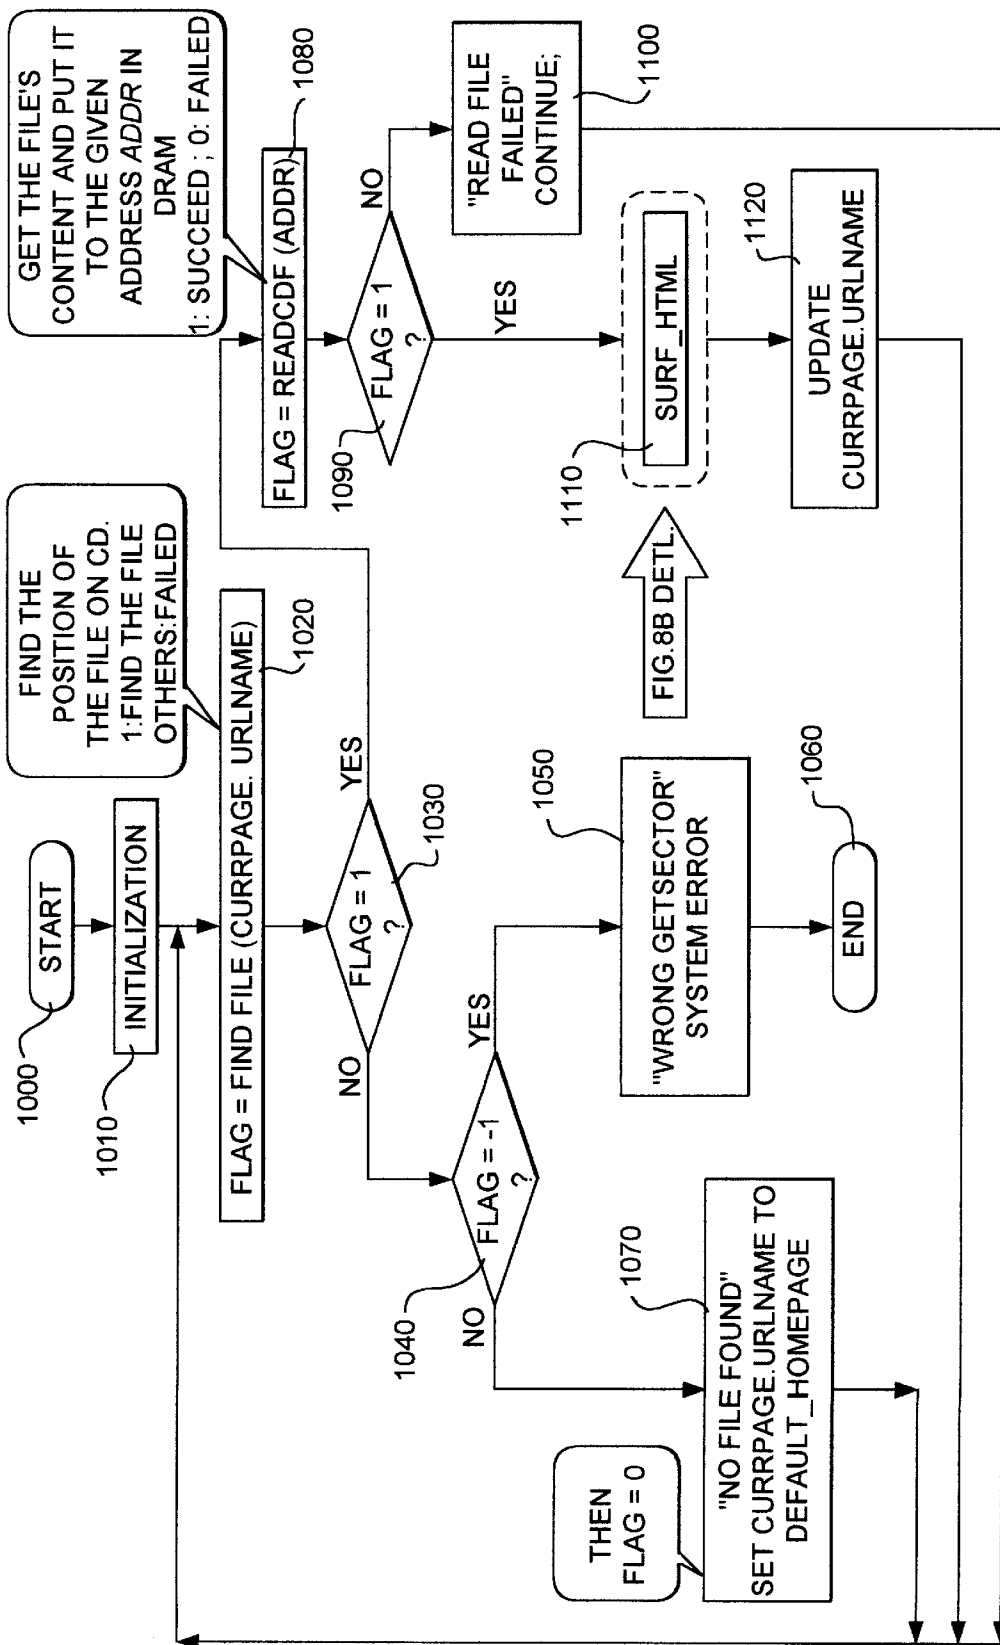 START
1000
INITIALIZATION
1010
FIND THE
POSITION OF
THE FILE ON CD.
1:FIND THE FILE
OTHERS:FAILED
FLAG = FIND FILE (CURRPAGE. URLNAME)
1020
FLAG = 1
?
1030
YES
NO
FLAG = -1
?
1040
YES
NO
"WRONG GETSECTOR"
SYSTEM ERROR
1050
END
1060
THEN
FLAG = 0
"NO FILE FOUND"
SET CURRPAGE.URLNAME TO
DEFAULT_HOMEPAGE
1070
GET THE FILE'S
CONTENT AND PUT IT
TO THE GIVEN
ADDRESS ADDR IN
DRAM
1: SUCCEED ; 0: FAILED
FLAG = READCDF (ADDR)
1080
FLAG = 1
?
1090
NO
YES
"READ FILE
FAILED"
CONTINUE;
1100
SURF_HTML
1110
FIG.8B DETL.
UPDATE
CURRPAGE.URLNAME
1120